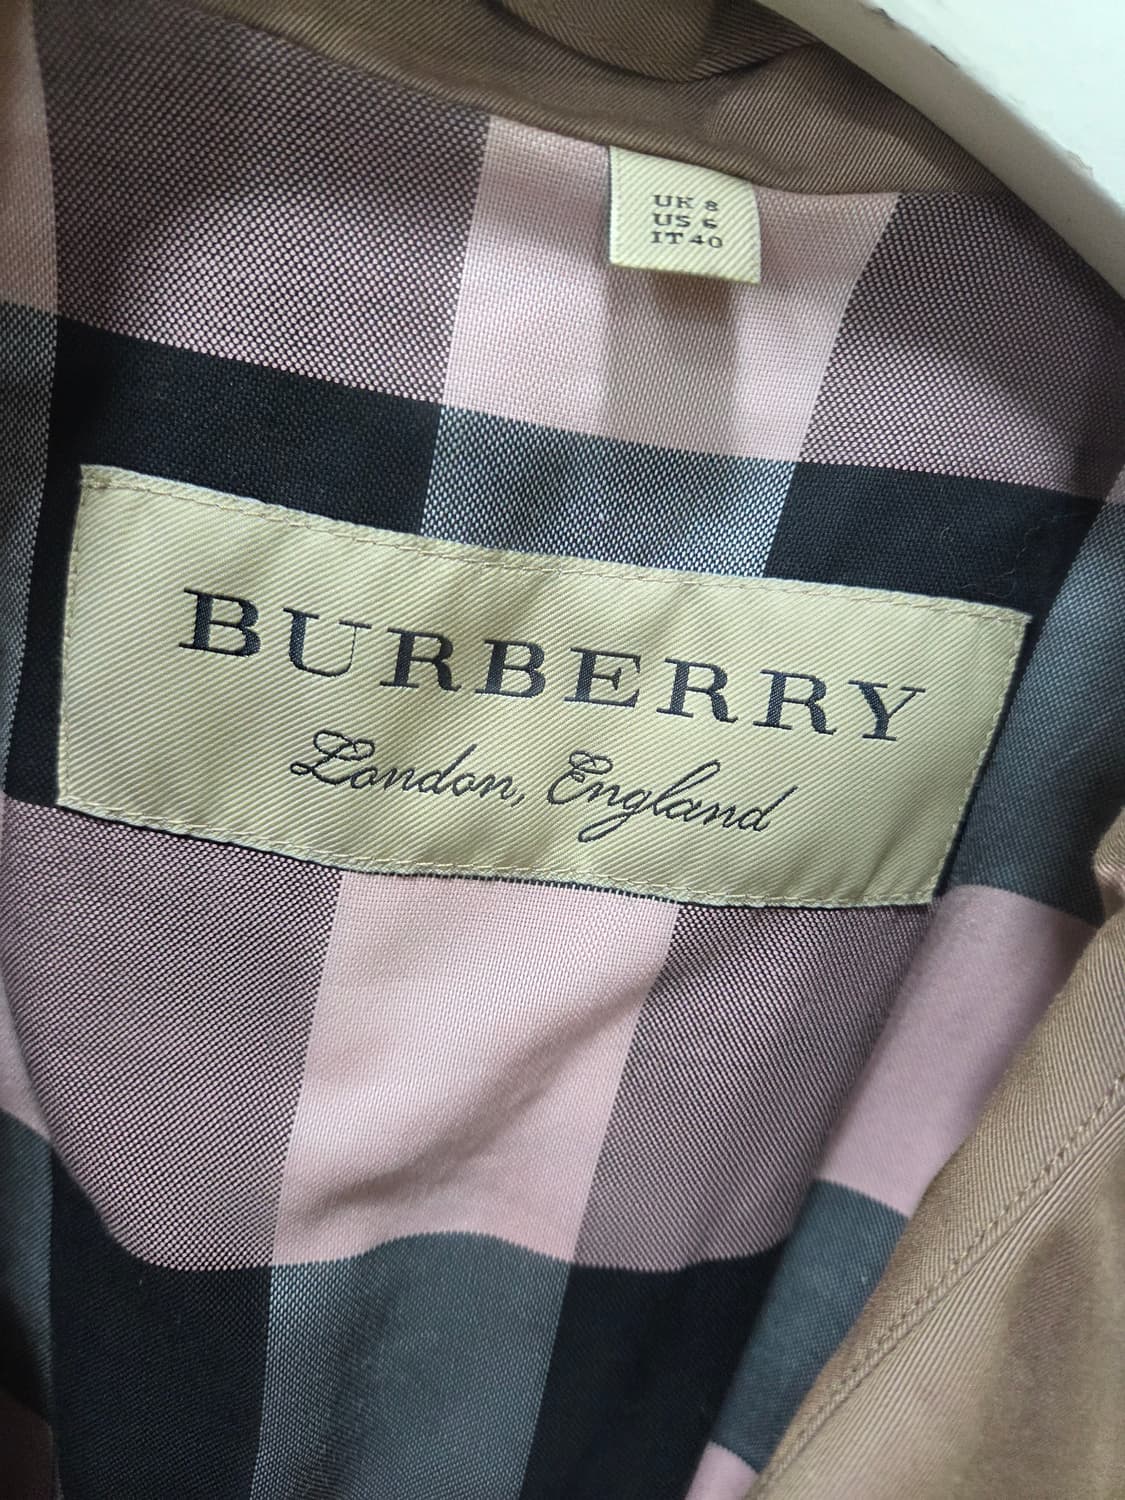 UK 8
US 6
IT 40
BURBERRY
London, England